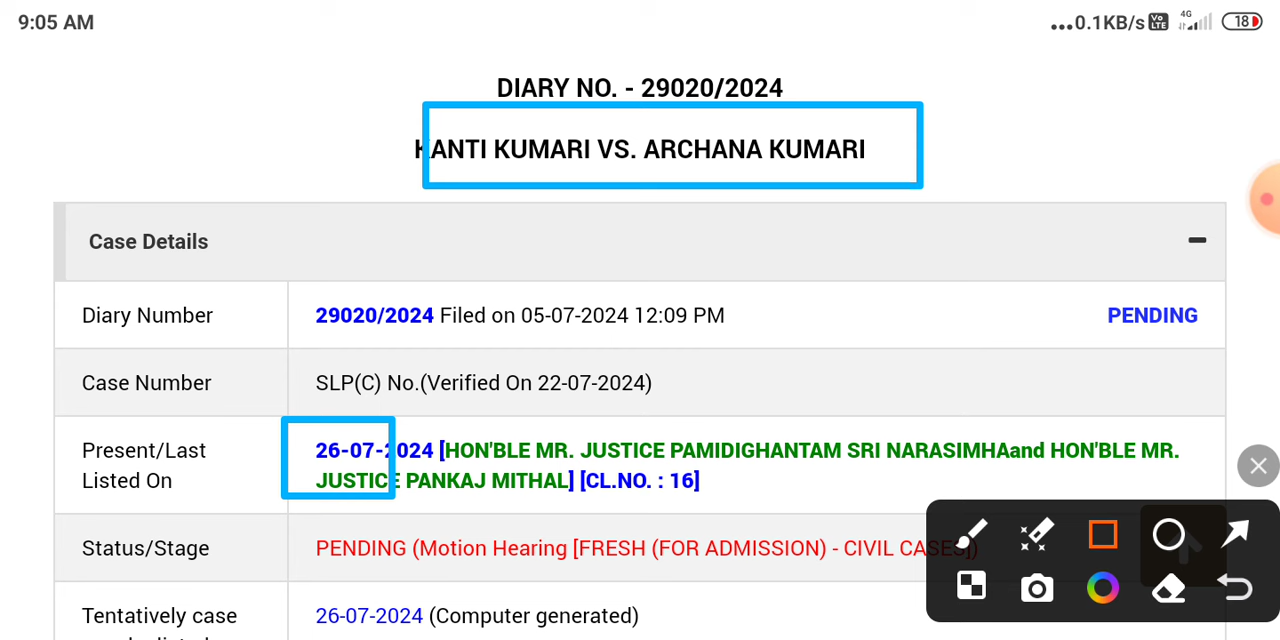 9:05 AM
...0.1KB/s Vo LTE 4G 18
DIARY NO. - 29020/2024
KANTI KUMARI VS. ARCHANA KUMARI
Case Details
Diary Number 29020/2024 Filed on 05-07-2024 12:09 PM PENDING
Case Number SLP(C) No.(Verified On 22-07-2024)
Present/Last Listed On 26-07-2024 [HON'BLE MR. JUSTICE PAMIDIGHANTAM SRI NARASIMHAand HON'BLE MR.
JUSTICE PANKAJ MITHAL] [CL.NO. : 16]
Status/Stage PENDING (Motion Hearing [FRESH (FOR ADMISSION) - CIVIL CASES])
Tentatively case 26-07-2024 (Computer generated)